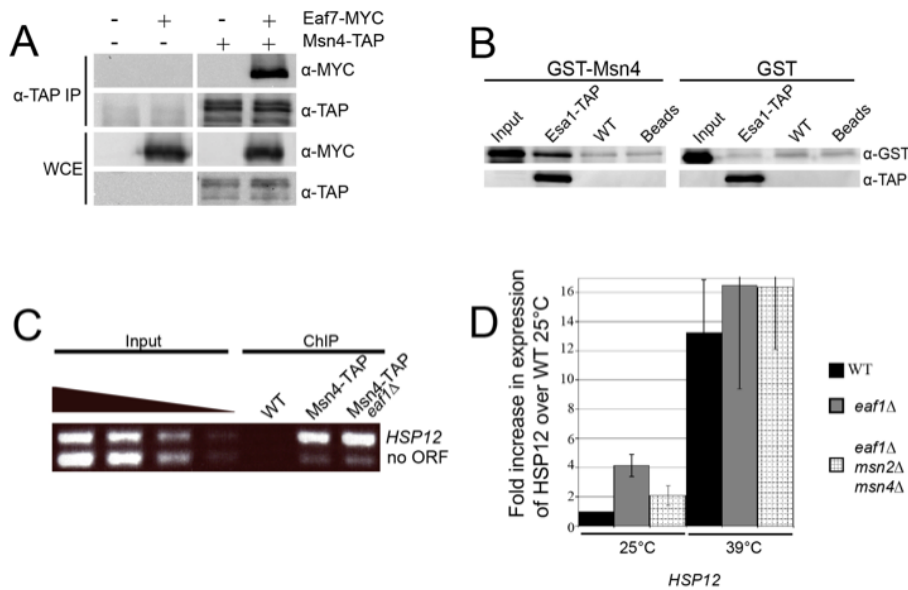 A
- + - + Eaf7-MYC
- - + + Msn4-TAP
α-TAP IP
α-MYC
α-TAP
WCE
α-MYC
α-TAP
B
GST-Msn4 GST
Input Esa1-TAP WT Beads Input Esa1-TAP WT Beads
α-GST
α-TAP
C
Input ChIP
WT Msn4-TAP Msn4-TAP eaf1Δ
HSP12
no ORF
D
Fold increase in expression
of HSP12 over WT 25°C
16
14
12
10
8
6
4
2
0
25°C 39°C
HSP12
WT
eaf1Δ
eaf1Δ
msn2Δ
msn4Δ